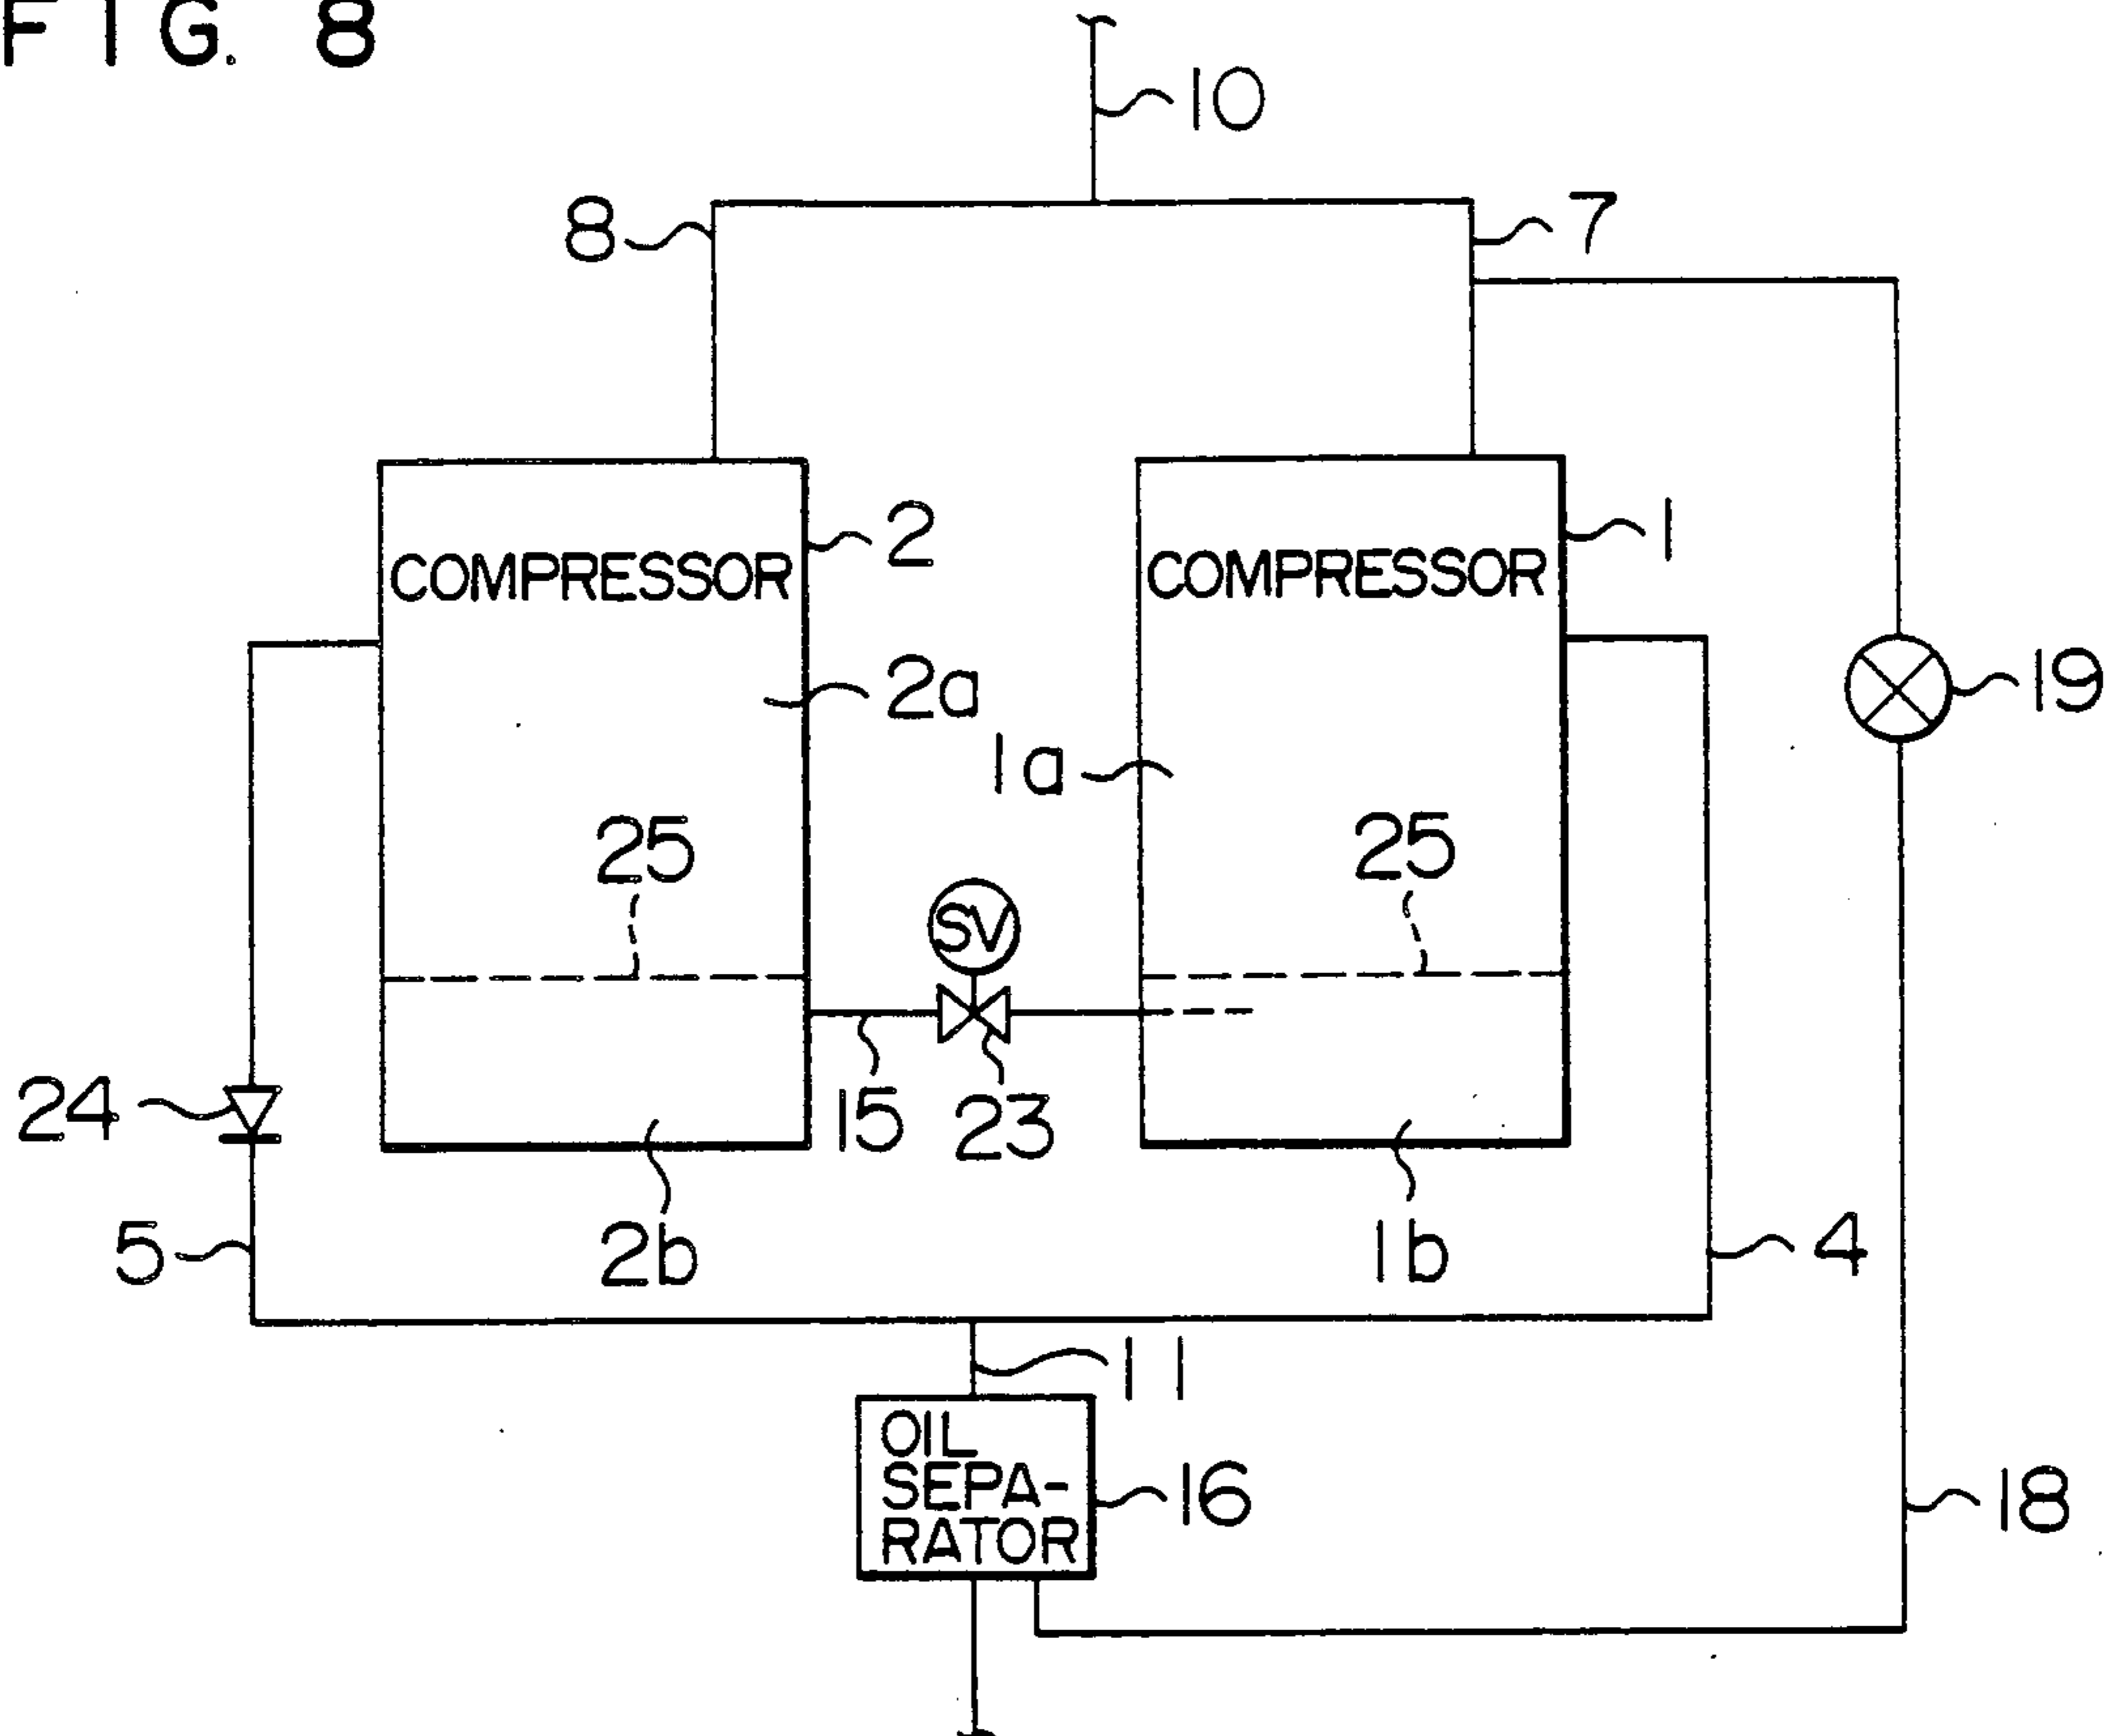 FIG. 8
10
8
7
2
1
COMPRESSOR
COMPRESSOR
19
2a
1a
25
25
SV
24
15
23
5
2b
1b
4
11
OIL
SEPA-
RATOR
16
18